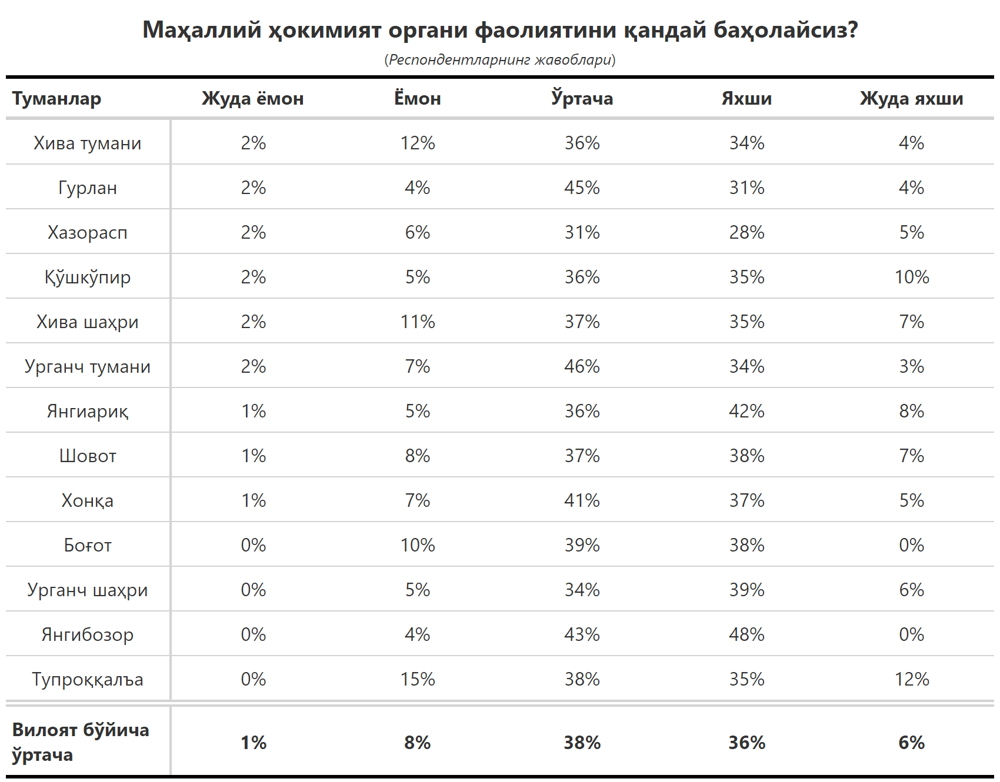 Маҳаллий ҳокимият органи фаолиятини қандай баҳолайсиз?
(Респондентларнинг жавоблари)
Туманлар Жуда ёмон Ёмон Ўртача Яхши Жуда яхши
Хива тумани 2% 12% 36% 34% 4%
Гурлан 2% 4% 45% 31% 4%
Хазорасп 2% 6% 31% 28% 5%
Қўшкўпир 2% 5% 36% 35% 10%
Хива шаҳри 2% 11% 37% 35% 7%
Урганч тумани 2% 7% 46% 34% 3%
Янгиариқ 1% 5% 36% 42% 8%
Шовот 1% 8% 37% 38% 7%
Хонқа 1% 7% 41% 37% 5%
Боғот 0% 10% 39% 38% 0%
Урганч шаҳри 0% 5% 34% 39% 6%
Янгибозор 0% 4% 43% 48% 0%
Тупроққалъа 0% 15% 38% 35% 12%
Вилоят бўйича
ўртача 1% 8% 38% 36% 6%